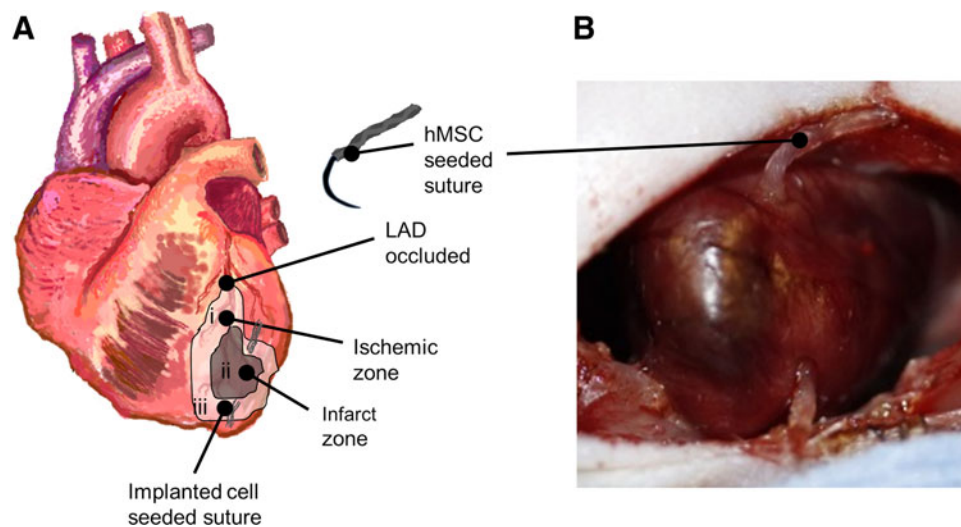 A
B
hMSC
seeded
suture
LAD
occluded
i
Ischemic
zone
ii
iii
Infarct
zone
Implanted cell
seeded suture